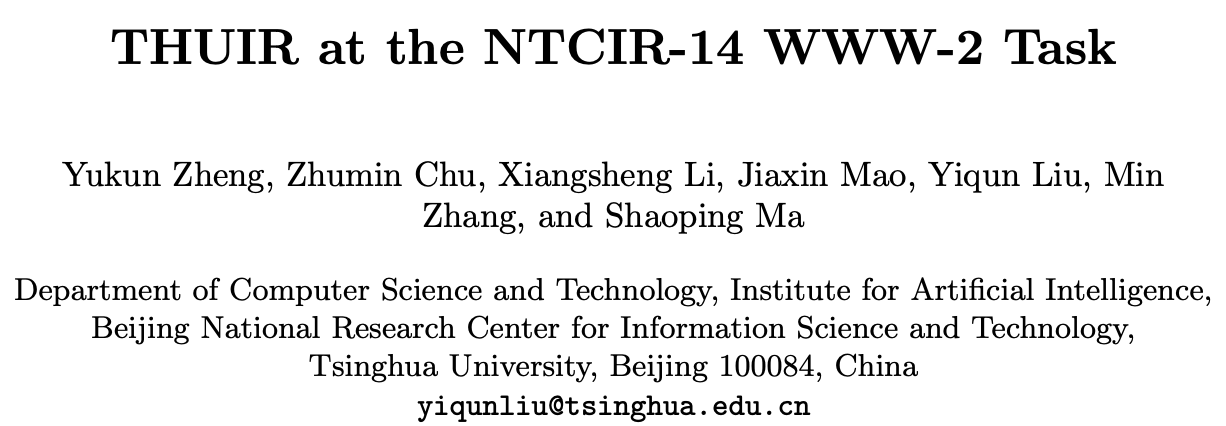 THUIR at the NTCIR-14 WWW-2 Task
Yukun Zheng, Zhumin Chu, Xiangsheng Li, Jiaxin Mao, Yiqun Liu, Min
Zhang, and Shaoping Ma
Department of Computer Science and Technology, Institute for Artificial Intelligence,
Beijing National Research Center for Information Science and Technology,
Tsinghua University, Beijing 100084, China
yiqunliu@tsinghua.edu.cn